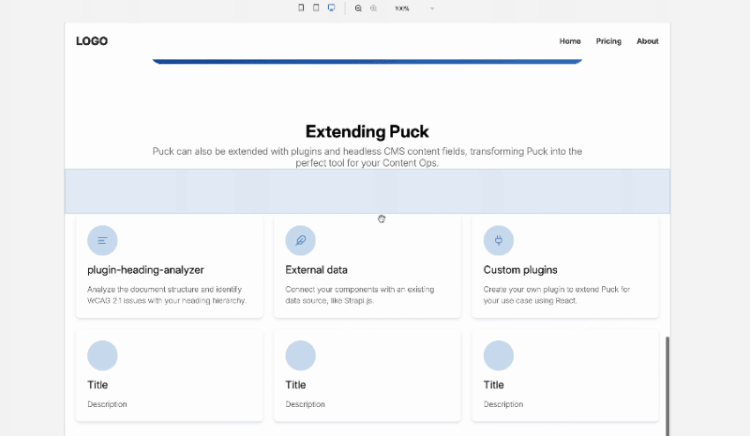 100%
LOGO
Home Pricing About
Extending Puck
Puck can also be extended with plugins and headless CMS content fields, transforming Puck into the
perfect tool for your Content Ops.
plugin-heading-analyzer
Analyze the document structure and identify
WCAG 2.1 issues with your heading hierarchy.
External data
Connect your components with an existing
data source, like Strapi.js.
Custom plugins
Create your own plugin to extend Puck for
your use case using React.
Title
Description
Title
Description
Title
Description